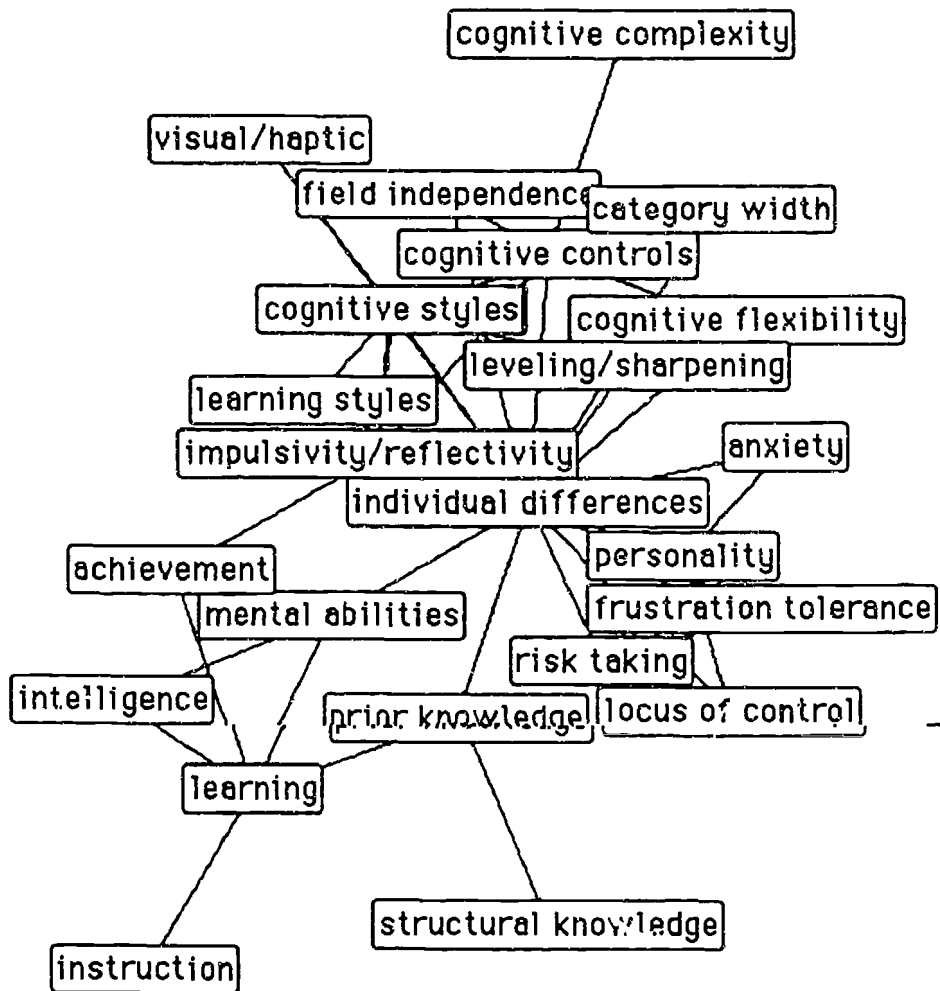 cognitive complexity
visual/haptic
field independence
category width
cognitive controls
cognitive styles
cognitive flexibility
leveling/sharpening
learning styles
impulsivity/reflectivity
anxiety
individual differences
personality
achievement
mental abilities
frustration tolerance
risk taking
intelligence
prior knowledge
locus of control
learning
structural knowledge
instruction